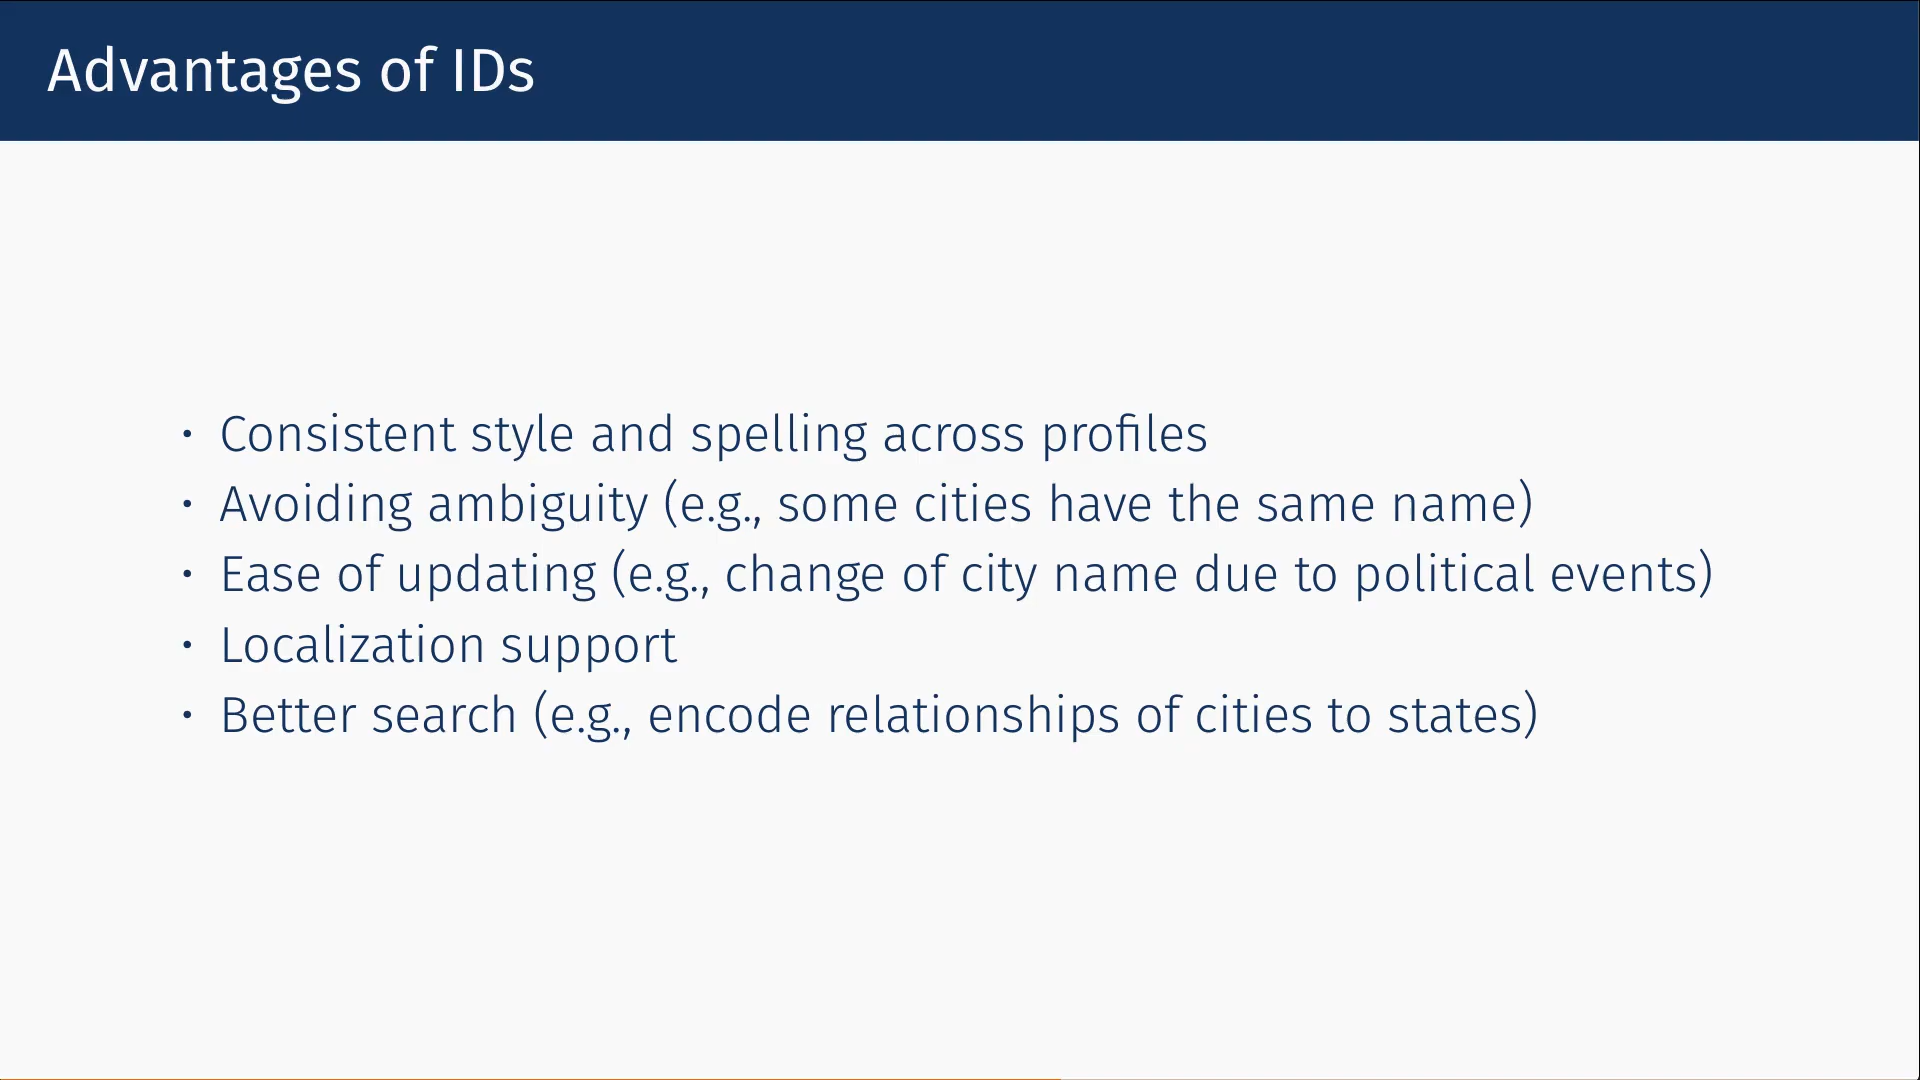 Advantages of IDs
• Consistent style and spelling across profiles
• Avoiding ambiguity (e.g., some cities have the same name)
• Ease of updating (e.g., change of city name due to political events)
• Localization support
• Better search (e.g., encode relationships of cities to states)